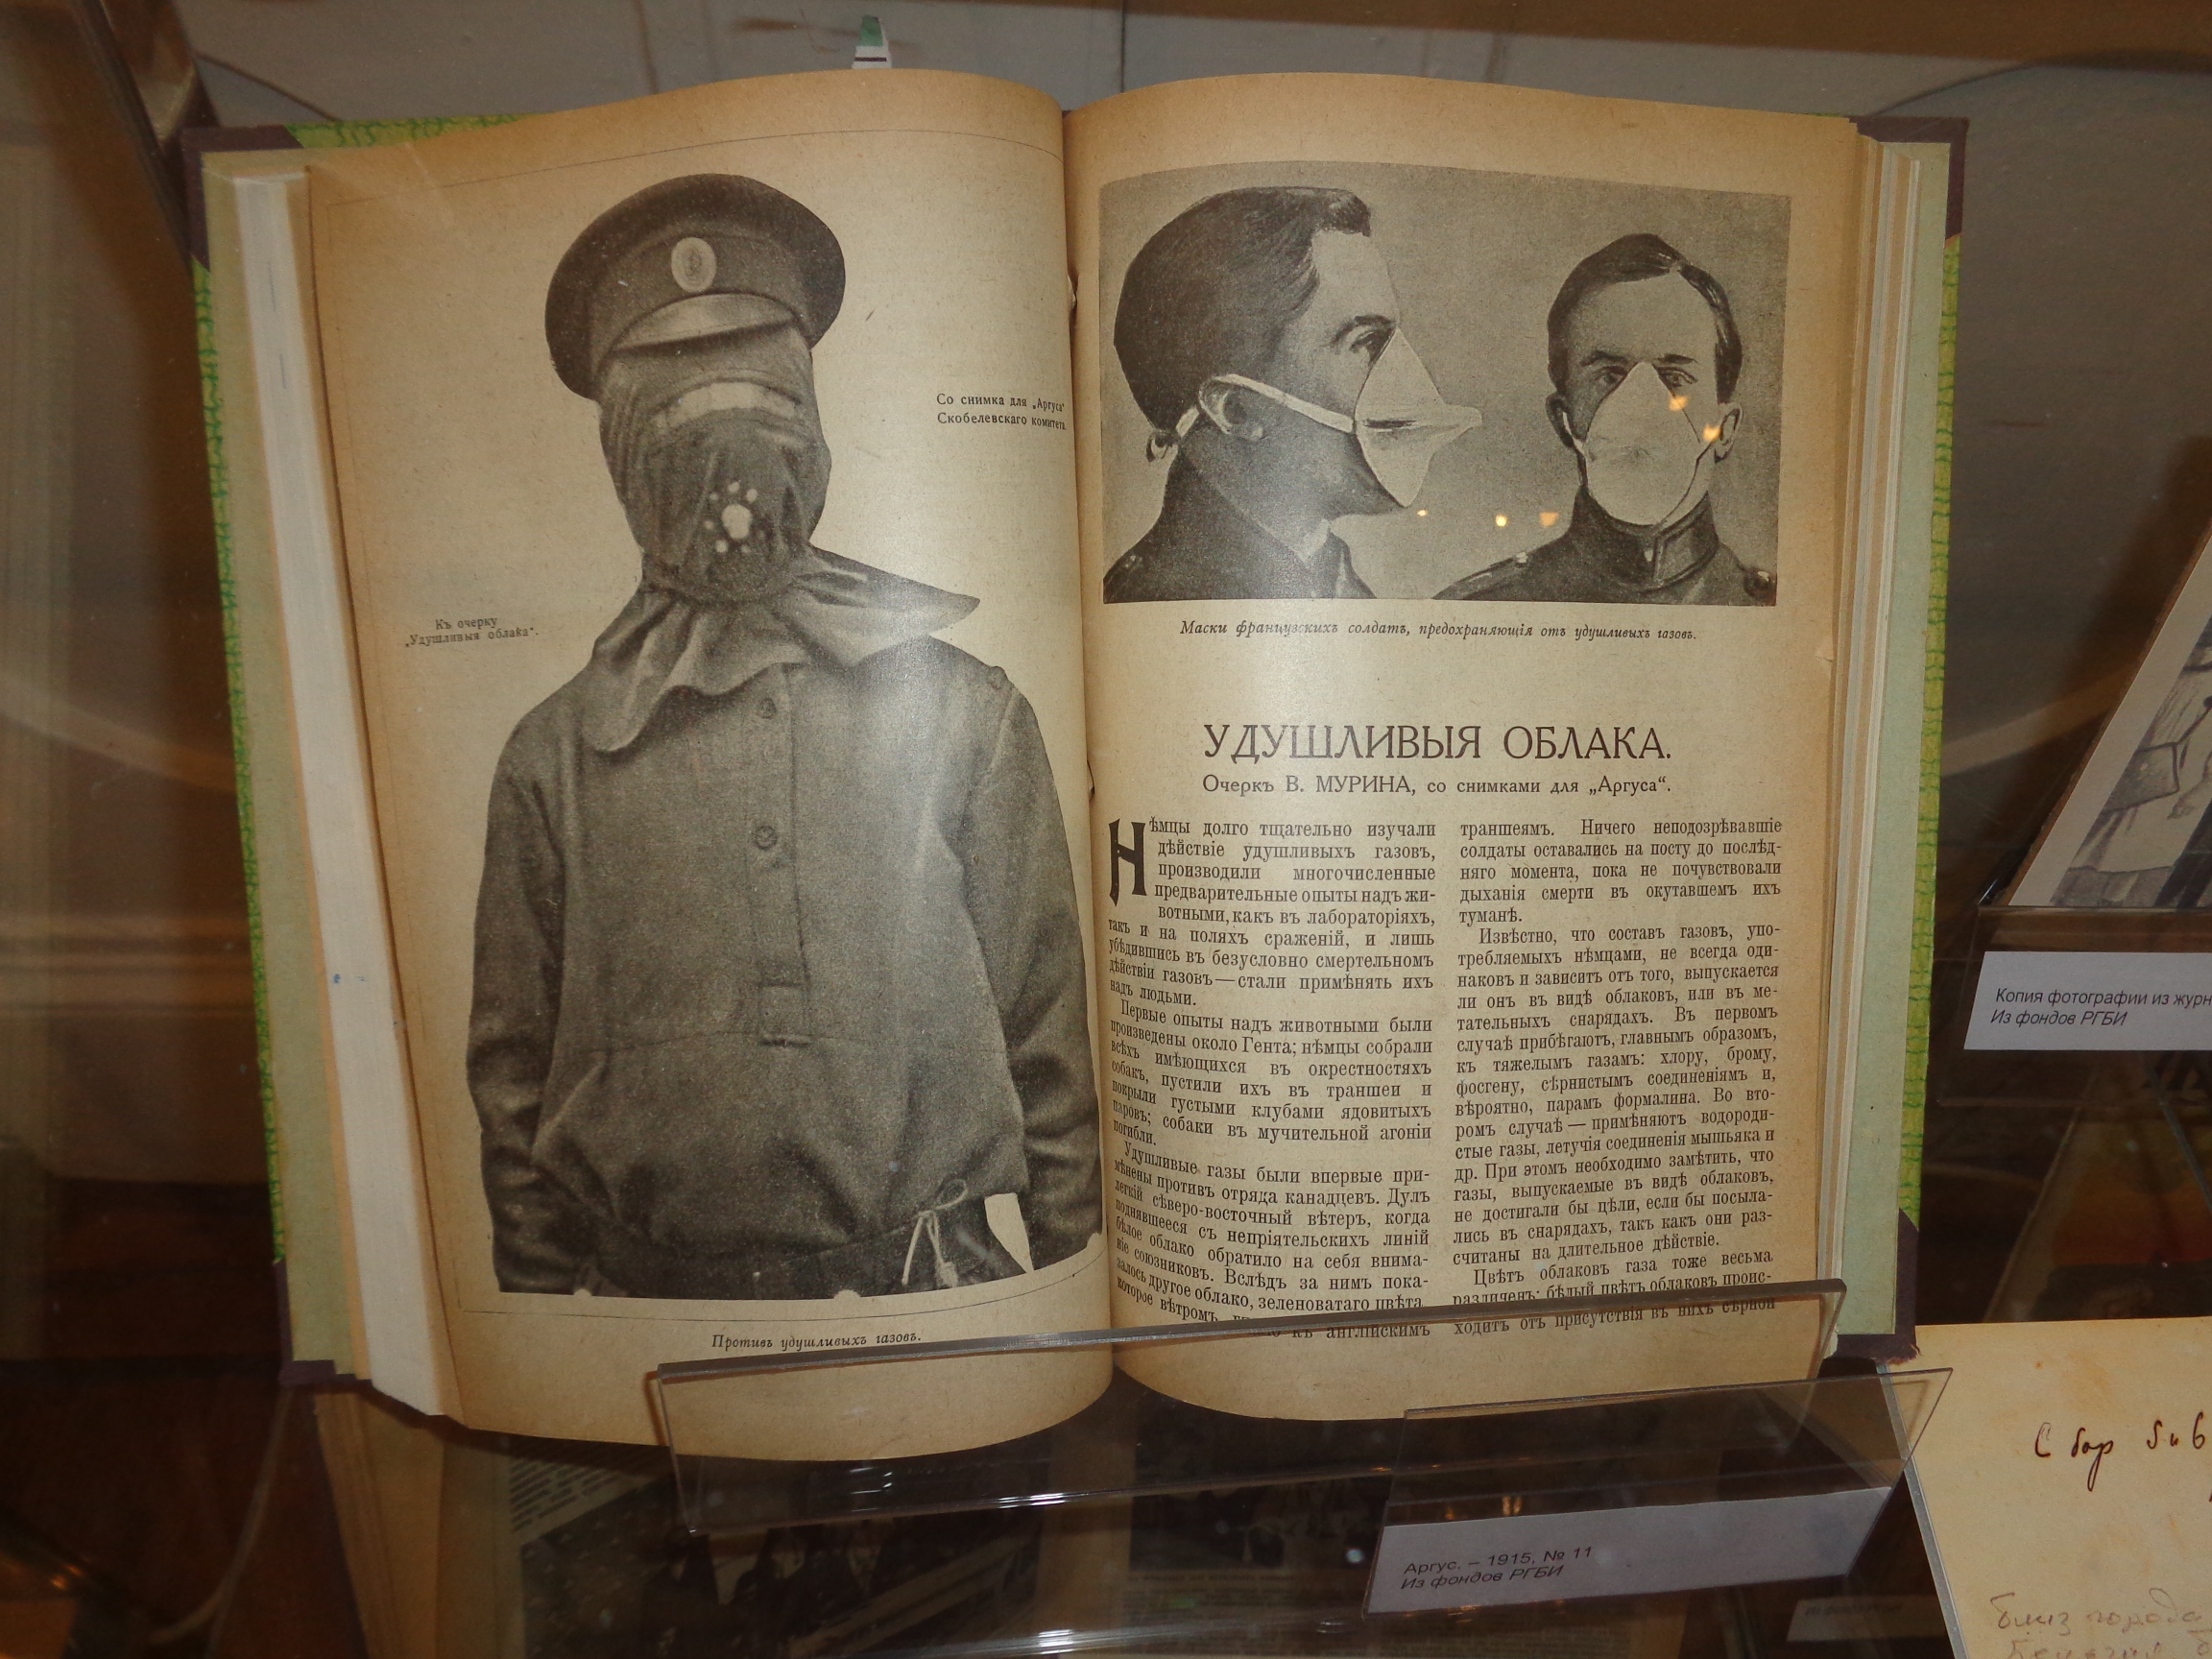 Со снимка для „Аргуса“
Скобелевскаго комитета.
Къ очерку
„Удушливыя облака“.
Противъ удушливыхъ газовъ.
Маски французскихъ солдатъ, предохраняющія отъ удушливыхъ газовъ.
УДУШЛИВЫЯ ОБЛАКА.
Очеркъ В. МУРИНА, со снимками для „Аргуса“.
Нѣмцы долго тщательно изучали
дѣйствіе удушливыхъ газовъ,
производили многочисленные
предварительные опыты надъ жи-
вотными, какъ въ лабораторіяхъ,
такъ и на поляхъ сраженій, и лишь
убѣдившись въ безусловно смертельномъ
дѣйствіи газовъ — стали примѣнять ихъ
надъ людьми.
Первые опыты надъ животными были
произведены около Гента; нѣмцы собрали
всѣхъ имѣющихся въ окрестностяхъ
собакъ, пустили ихъ въ траншеи и
покрыли густыми клубами ядовитыхъ
паровъ; собаки въ мучительной агоніи
погибли.
Удушливые газы были впервые при-
мѣнены противъ отряда канадцевъ. Дулъ
легкій сѣверо-восточный вѣтеръ, когда
поднявшееся съ непріятельскихъ линій
бѣлое облако обратило на себя внима-
ніе союзниковъ. Вслѣдъ за нимъ пока-
залось другое облако, зеленоватаго цвѣта,
которое вѣтромъ къ англійскимъ
траншеямъ. Ничего неподозрѣвавшіе
солдаты оставались на посту до послѣд-
няго момента, пока не почувствовали
дыханія смерти въ окутавшемъ ихъ
туманѣ.
Извѣстно, что составъ газовъ, упо-
требляемыхъ нѣмцами, не всегда оди-
наковъ и зависитъ отъ того, выпускается
ли онъ въ видѣ облаковъ, или въ ме-
тательныхъ снарядахъ. Въ первомъ
случаѣ прибѣгаютъ, главнымъ образомъ,
къ тяжелымъ газамъ: хлору, брому,
фосгену, сѣрнистымъ соединеніямъ и,
вѣроятно, парамъ формалина. Во вто-
ромъ случаѣ — примѣняютъ водороди-
стые газы, летучія соединенія мышьяка и
др. При этомъ необходимо замѣтить, что
газы, выпускаемые въ видѣ облаковъ,
не достигали бы цѣли, если бы посыла-
лись въ снарядахъ, такъ какъ они раз-
считаны на длительное дѣйствіе.
Цвѣтъ облаковъ газа тоже весьма
различенъ: бѣлый цвѣтъ облаковъ проис-
ходитъ отъ присутствія въ нихъ сѣрной
Аргус. – 1915, № 11
Из фондов РГБИ
Копия фотографии из журн
Из фондов РГБИ
близ города